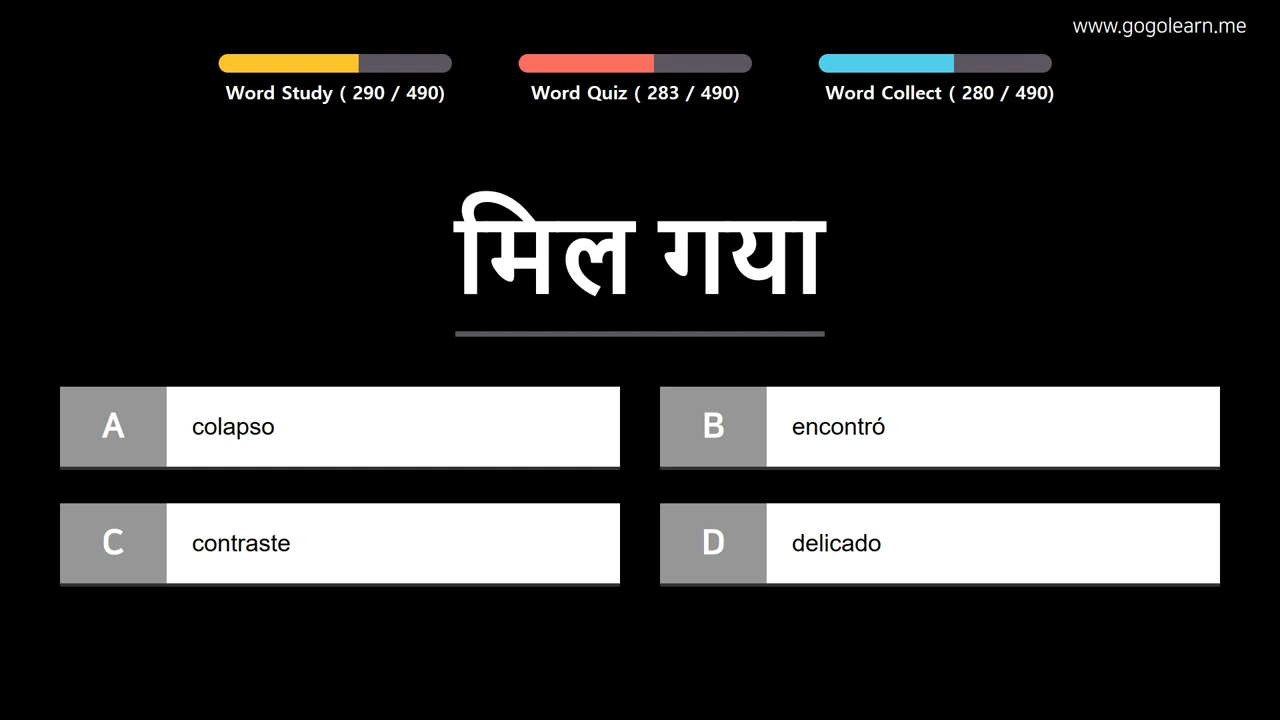 www.gogolearn.me
Word Study ( 290 / 490)
Word Quiz ( 283 / 490)
Word Collect ( 280 / 490)
मिल गया
A
colapso
B
encontró
C
contraste
D
delicado